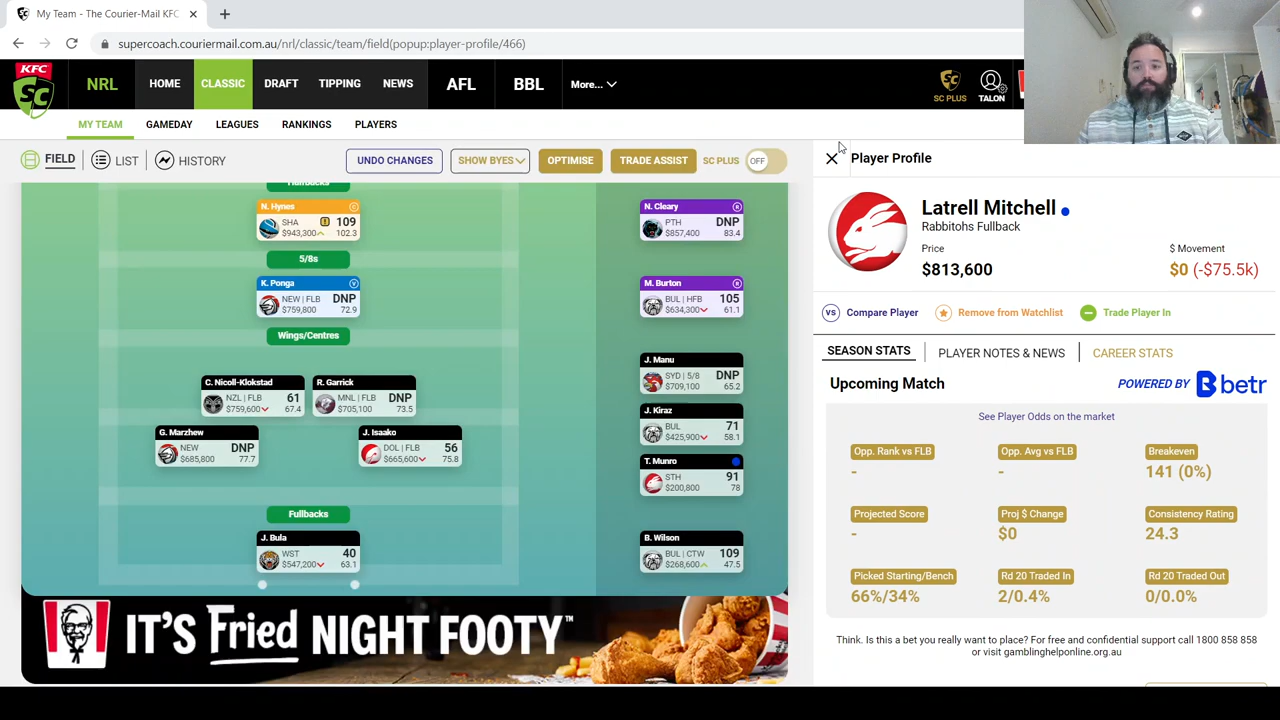 My Team - The Courier-Mail KFC
supercoach.couriermail.com.au/nrl/classic/team/field(popup:player-profile/466)
KFC
SC
NRL
HOME
CLASSIC
DRAFT
TIPPING
NEWS
AFL
BBL
More...
SC PLUS
TALON
MY TEAM
GAMEDAY
LEAGUES
RANKINGS
PLAYERS
FIELD
LIST
HISTORY
UNDO CHANGES
SHOW BYES
OPTIMISE
TRADE ASSIST
SC PLUS
OFF
N. Hynes C
SHA 109
$943,300 102.3
N. Cleary R
PTH DNP
$857,400 83.4
5/8s
K. Ponga V
NEW | FLB DNP
$759,800 72.9
M. Burton R
BUL | HFB 105
$634,300 61.1
Wings/Centres
J. Manu
SYD | 5/8 DNP
$709,100 65.2
C. Nicoll-Klokstad
NZL | FLB 61
$759,600 67.4
R. Garrick
MNL | FLB DNP
$705,100 73.5
J. Kiraz
BUL 71
$425,900 58.1
G. Marzhew
NEW DNP
$685,800 77.7
J. Isaako
DOL | FLB 56
$665,600 75.8
T. Munro
STH 91
$200,800 78
Fullbacks
J. Bula
WST 40
$547,200 63.1
B. Wilson
BUL | CTW 109
$268,600 47.5
KFC
IT'S Fried NIGHT FOOTY™
Player Profile
Latrell Mitchell
Rabbitohs Fullback
Price
$813,600
$ Movement
$0 (-$75.5k)
VS Compare Player
Remove from Watchlist
Trade Player In
SEASON STATS
PLAYER NOTES & NEWS
CAREER STATS
Upcoming Match
POWERED BY betr
See Player Odds on the market
Opp. Rank vs FLB
-
Opp. Avg vs FLB
-
Breakeven
141 (0%)
Projected Score
-
Proj $ Change
$0
Consistency Rating
24.3
Picked Starting/Bench
66%/34%
Rd 20 Traded In
2/0.4%
Rd 20 Traded Out
0/0.0%
Think. Is this a bet you really want to place? For free and confidential support call 1800 858 858
or visit gamblinghelponline.org.au